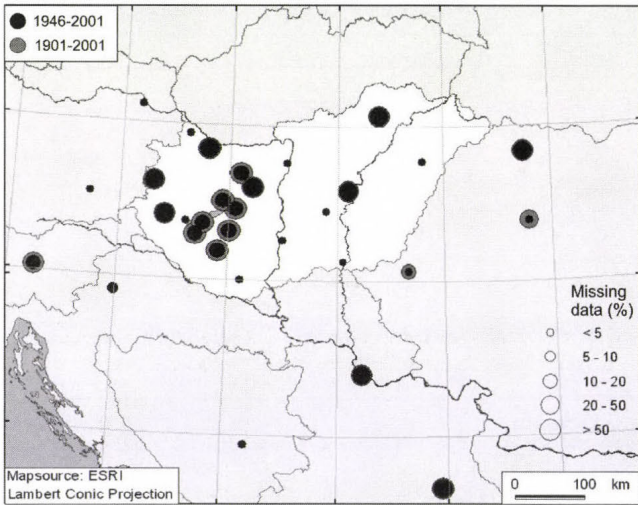 1946-2001
1901-2001
Missing
data (%)
< 5
5 - 10
10 - 20
20 - 50
> 50
Mapsource: ESRI
Lambert Conic Projection
0 100 km